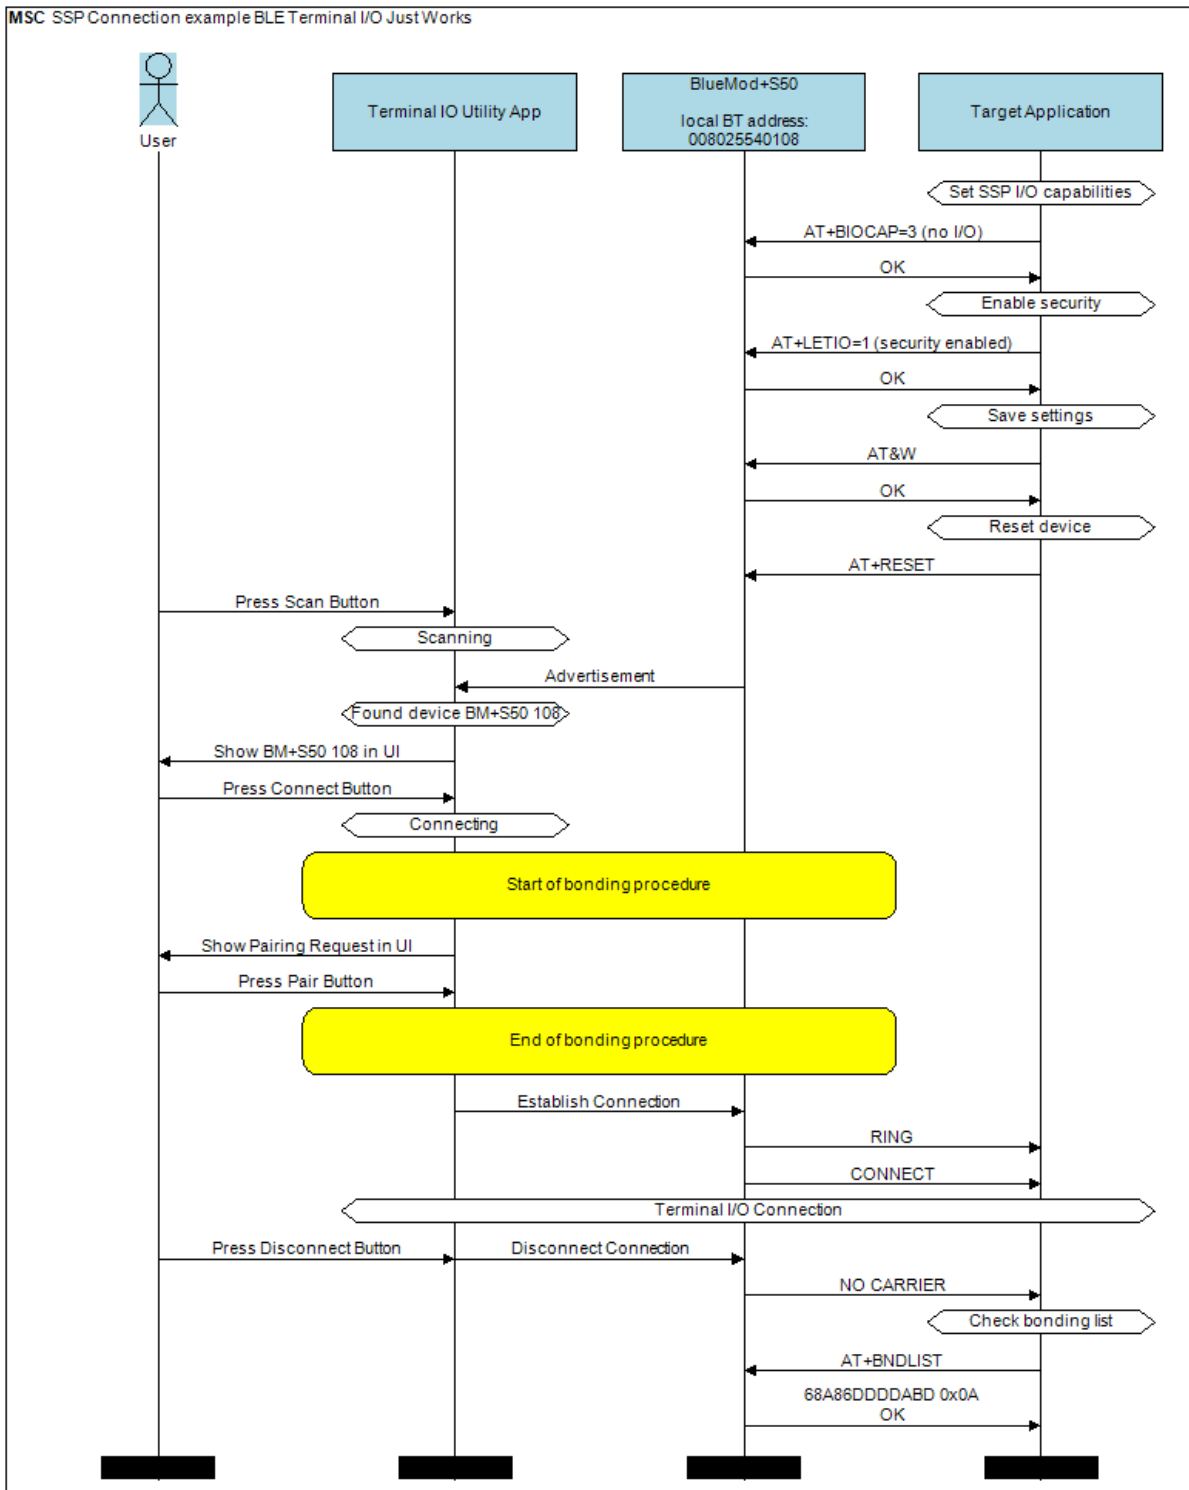 MSC SSP Connection example BLE Terminal I/O Just Works
User
Terminal IO Utility App
BlueMod+S50
local BT address:
008025540108
Target Application
Set SSP I/O capabilities
AT+BIOCAP=3 (no I/O)
OK
Enable security
AT+LETIO=1 (security enabled)
OK
Save settings
AT&W
OK
Reset device
AT+RESET
Press Scan Button
Scanning
Advertisement
Found device BM+S50 108
Show BM+S50 108 in UI
Press Connect Button
Connecting
Start of bonding procedure
Show Pairing Request in UI
Press Pair Button
End of bonding procedure
Establish Connection
RING
CONNECT
Terminal I/O Connection
Press Disconnect Button
Disconnect Connection
NO CARRIER
Check bonding list
AT+BNDLIST
68A86DDDDABD 0x0A
OK